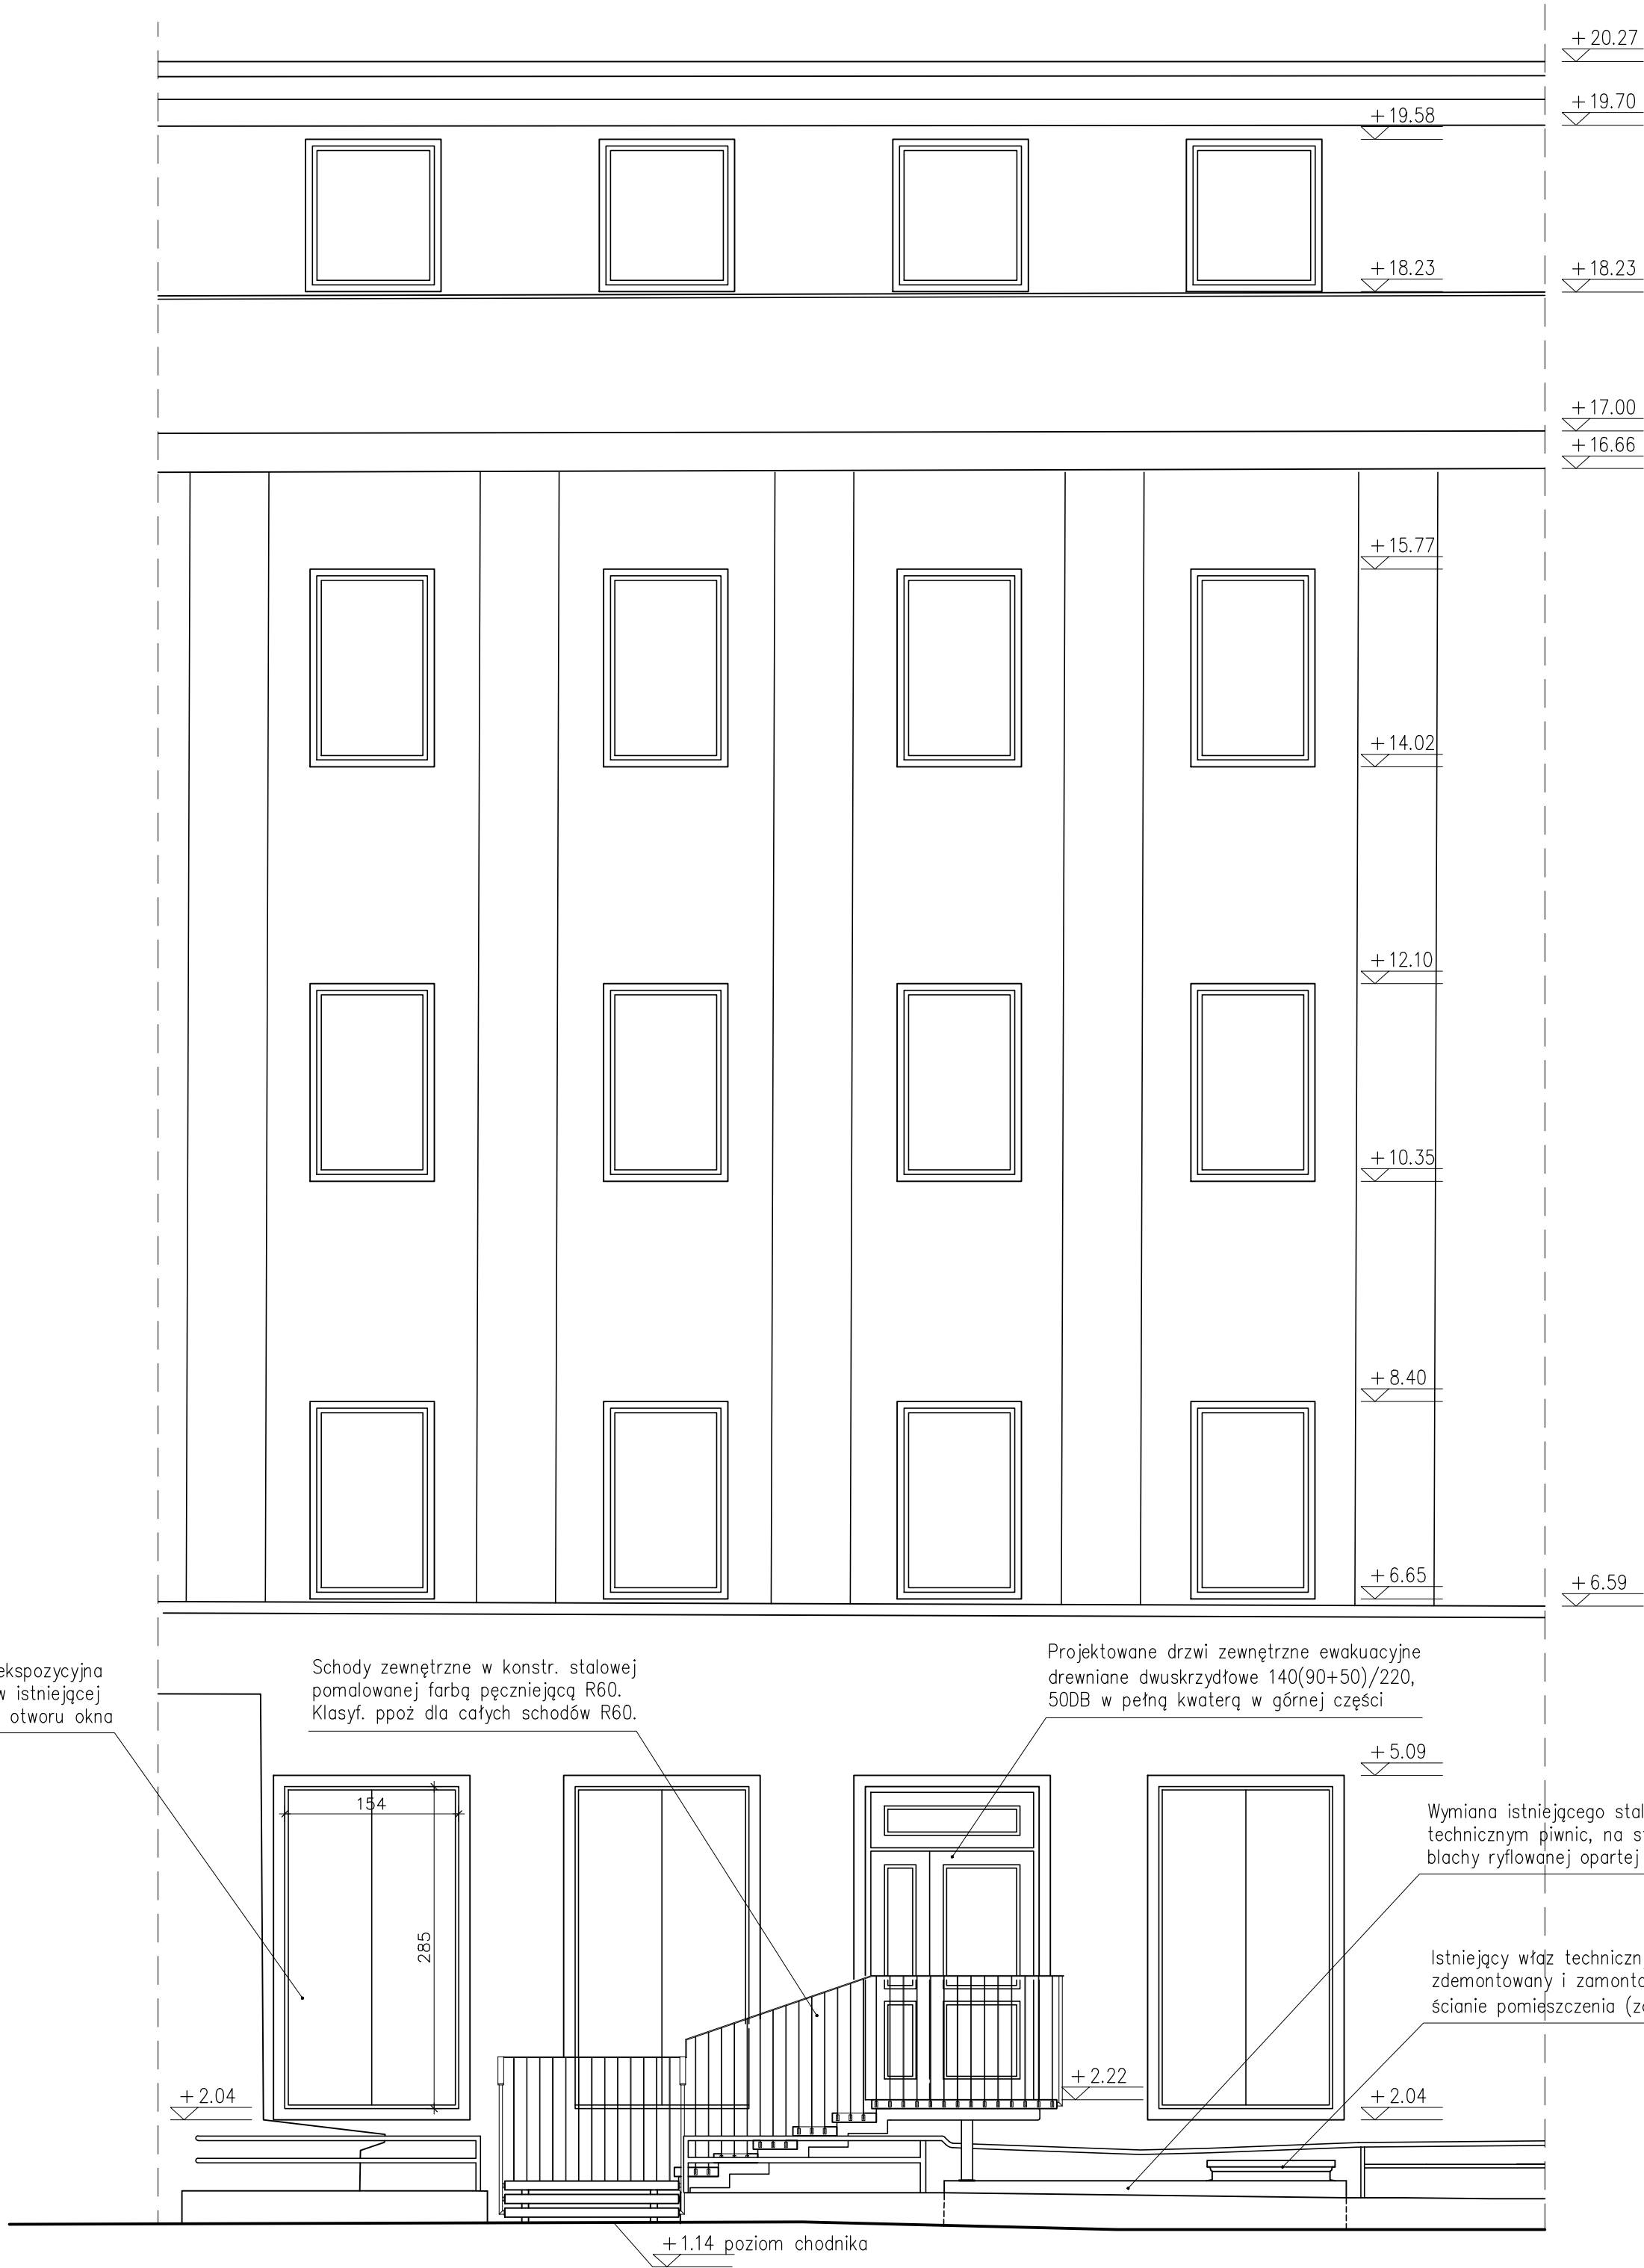 +20.27
+19.70
+19.58
+18.23
+18.23
+17.00
+16.66
+15.77
+14.02
+12.10
+10.35
+8.40
+6.65
+6.59
ekspozycyjna
w istniejącej
otworu okna
Schody zewnętrzne w konstr. stalowej
pomalowanej farbą pęczniejącą R60.
Klasyf. ppoż dla całych schodów R60.
Projektowane drzwi zewnętrzne ewakuacyjne
drewniane dwuskrzydłowe 140(90+50)/220,
50DB w pełną kwaterą w górnej części
+5.09
154
285
Wymiana istniejącego stal
technicznym piwnic, na st
blachy ryflowanej opartej
Istniejący właz techniczn
zdemontowany i zamonto
ścianie pomieszczenia (za
+2.04
+2.22
+2.04
+1.14 poziom chodnika